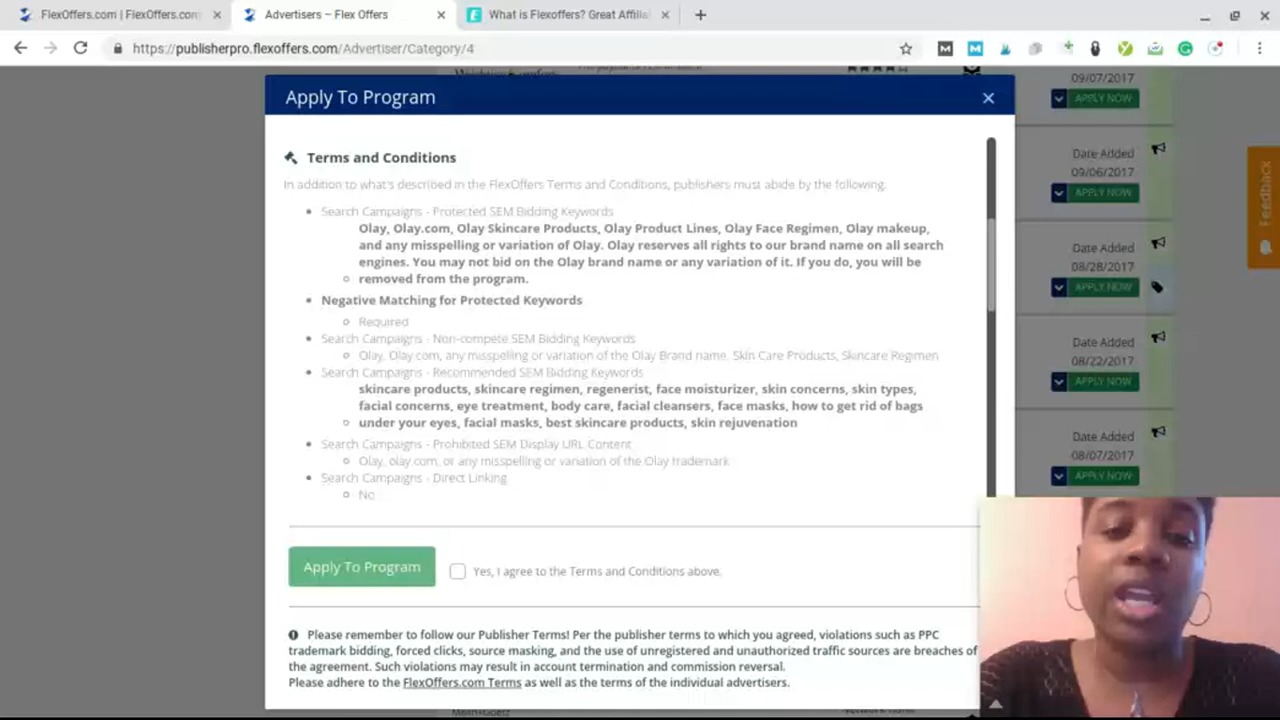 FlexOffers.com | FlexOffers.com
Advertisers – Flex Offers
What is Flexoffers? Great Affilia
https://publisherpro.flexoffers.com/Advertiser/Category/4
Apply To Program
09/07/2017
APPLY NOW
Terms and Conditions
Date Added
09/06/2017
APPLY NOW
In addition to what's described in the FlexOffers Terms and Conditions, publishers must abide by the following.
Search Campaigns - Protected SEM Bidding Keywords
Olay, Olay.com, Olay Skincare Products, Olay Product Lines, Olay Face Regimen, Olay makeup,
and any misspelling or variation of Olay. Olay reserves all rights to our brand name on all search
engines. You may not bid on the Olay brand name or any variation of it. If you do, you will be
removed from the program.
Feedback
Date Added
08/28/2017
APPLY NOW
Negative Matching for Protected Keywords
Required
Search Campaigns - Non-compete SEM Bidding Keywords
Olay, Olay.com, any misspelling or variation of the Olay Brand name, Skin Care Products, Skincare Regimen
Search Campaigns - Recommended SEM Bidding Keywords
skincare products, skincare regimen, regenerist, face moisturizer, skin concerns, skin types,
facial concerns, eye treatment, body care, facial cleansers, face masks, how to get rid of bags
under your eyes, facial masks, best skincare products, skin rejuvenation
Date Added
08/22/2017
APPLY NOW
Search Campaigns - Prohibited SEM Display URL Content
Olay, olay.com, or any misspelling or variation of the Olay trademark
Search Campaigns - Direct Linking
No
Date Added
08/07/2017
APPLY NOW
Apply To Program
Yes, I agree to the Terms and Conditions above.
Please remember to follow our Publisher Terms! Per the publisher terms to which you agreed, violations such as PPC
trademark bidding, forced clicks, source masking, and the use of unregistered and unauthorized traffic sources are breaches of
the agreement. Such violations may result in account termination and commission reversal.
Please adhere to the FlexOffers.com Terms as well as the terms of the individual advertisers.